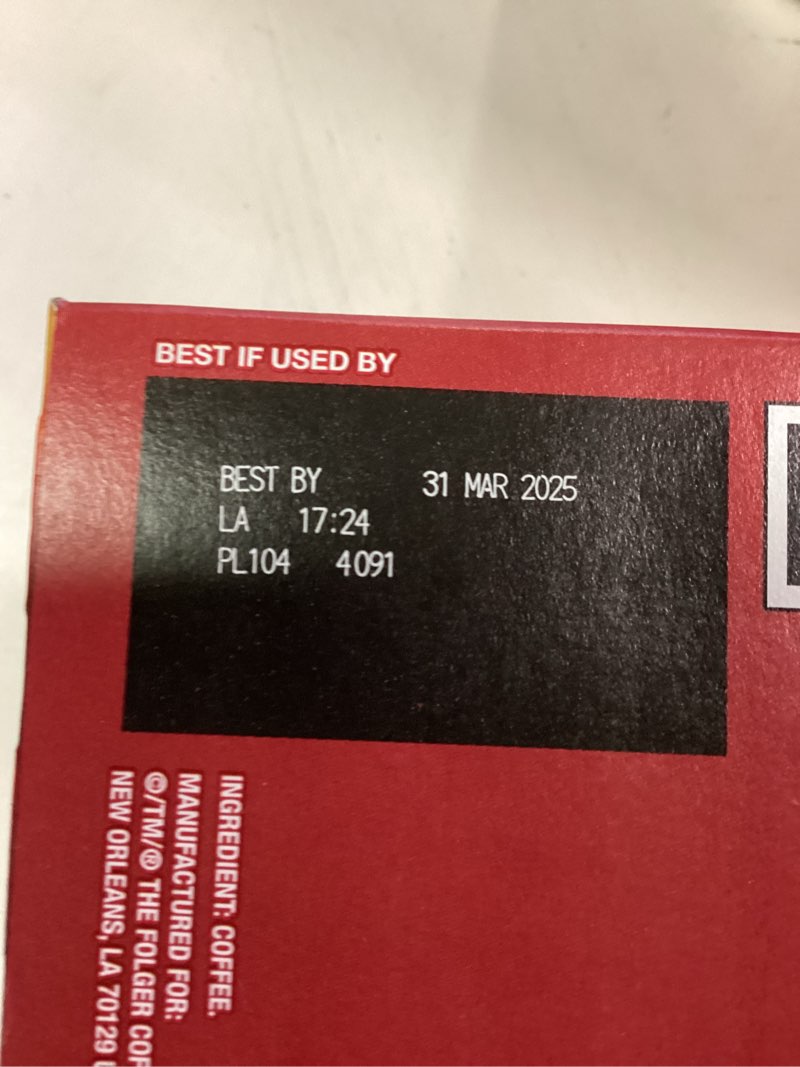 BEST IF USED BY
BEST BY 31 MAR 2025
LA 17:24
PL104 4091
INGREDIENT: COFFEE.
MANUFACTURED FOR:
©/TM/® THE FOLGER
NEW ORLEANS, LA 70129